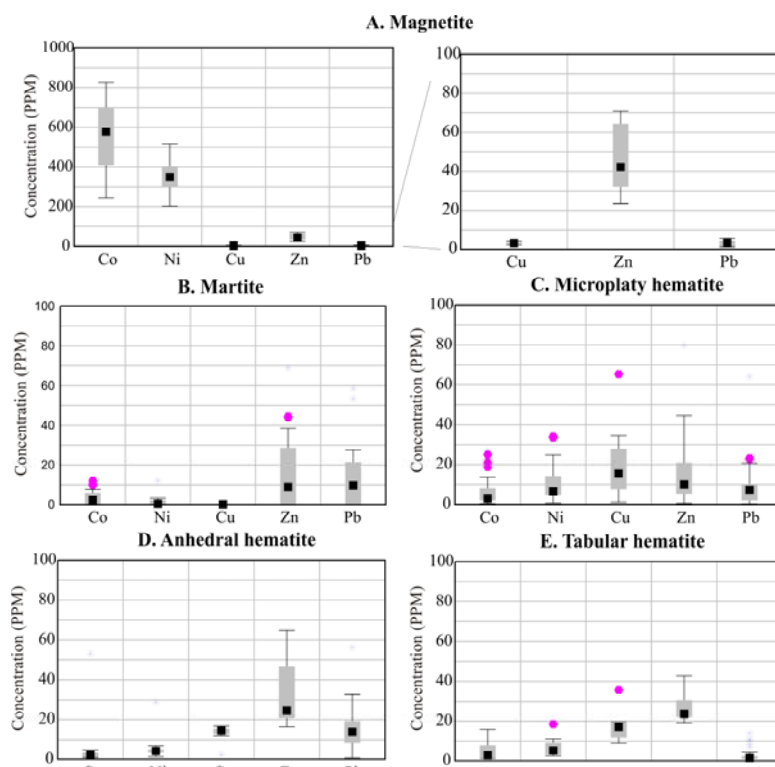 A. Magnetite
Concentration (PPM)
1000
800
600
400
200
0
Co Ni Cu Zn Pb
100
80
60
40
20
0
Cu Zn Pb
B. Martite
Concentration (PPM)
100
80
60
40
20
0
Co Ni Cu Zn Pb
C. Microplaty hematite
Concentration (PPM)
100
80
60
40
20
0
Co Ni Cu Zn Pb
D. Anhedral hematite
Concentration (PPM)
100
80
60
40
20
0
E. Tabular hematite
Concentration (PPM)
100
80
60
40
20
0